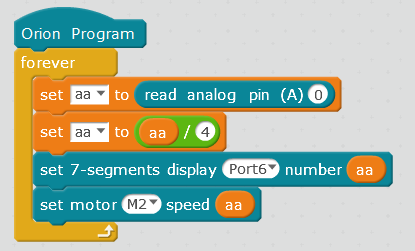 Orion Program
forever
set aa to read analog pin (A) 0
set aa to aa / 4
set 7-segments display Port6 number aa
set motor M2 speed aa